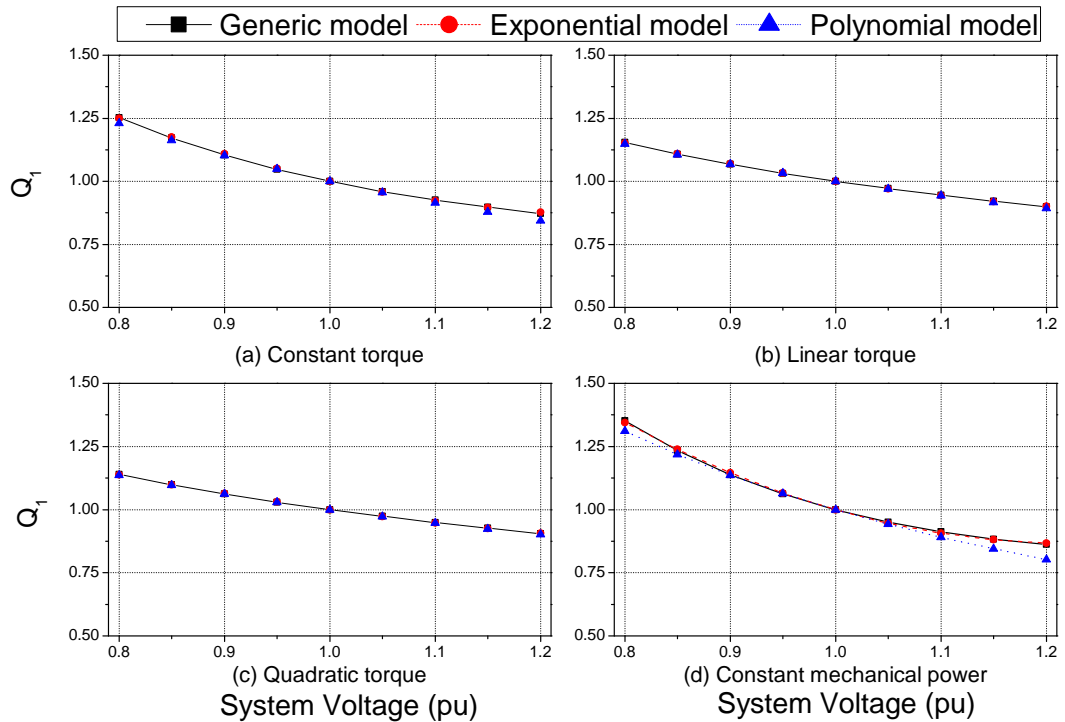 Generic model Exponential model Polynomial model
1.50 1.50
1.25 1.25
Q1
1.00 1.00
0.75 0.75
0.50 0.50
0.8 0.9 1.0 1.1 1.2 0.8 0.9 1.0 1.1 1.2
(a) Constant torque (b) Linear torque
1.50 1.50
1.25 1.25
Q1
1.00 1.00
0.75 0.75
0.50 0.50
0.8 0.9 1.0 1.1 1.2 0.8 0.9 1.0 1.1 1.2
(c) Quadratic torque (d) Constant mechanical power
System Voltage (pu) System Voltage (pu)